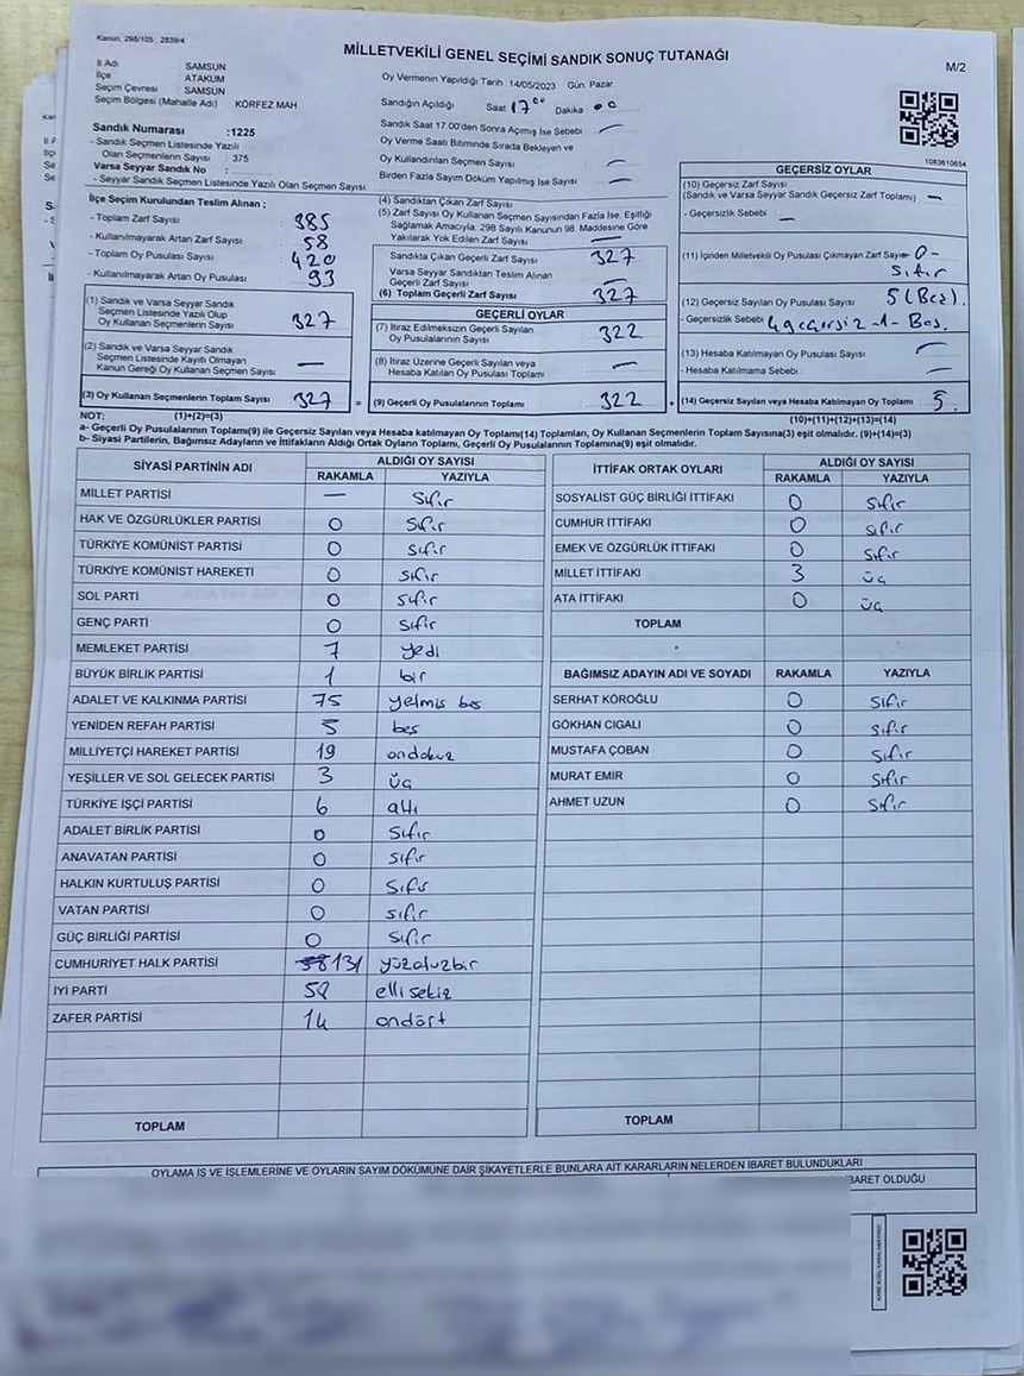 Kanun, 298/105 , 2839/4
MİLLETVEKİLİ GENEL SEÇİMİ SANDIK SONUÇ TUTANAĞI
M/2
İl Adı SAMSUN
İlçe ATAKUM
Seçim Çevresi SAMSUN
Seçim Bölgesi (Mahalle Adı) KÖRFEZ MAH
Sandık Numarası :1225
- Sandık Seçmen Listesinde Yazılı
Olan Seçmenlerin Sayısı : 375
Varsa Seyyar Sandık No :
- Seyyar Sandık Seçmen Listesinde Yazılı Olan Seçmen Sayısı
Oy Vermenin Yapıldığı Tarih 14/05/2023 Gün Pazar
Sandığın Açıldığı Saat 17 00 Dakika 00
Sandık Saat 17.00'den Sonra Açımış İse Sebebi —
Oy Verme Saati Bitiminde Sırada Bekleyen ve
Oy Kullandırılan Seçmen Sayısı —
Birden Fazla Sayım Döküm Yapılmış İse Sayısı —
1083610654
İlçe Seçim Kurulundan Teslim Alınan ;
- Toplam Zarf Sayısı : 385
- Kullanılmayarak Artan Zarf Sayısı : 58
- Toplam Oy Pusulası Sayısı : 420
- Kullanılmayarak Artan Oy Pusulası : 93
(1) Sandık ve Varsa Seyyar Sandık
Seçmen Listesinde Yazılı Olup
Oy Kullanan Seçmenlerin Sayısı 327
(2) Sandık ve Varsa Seyyar Sandık
Seçmen Listesinde Kayıtlı Olmayan
Kanun Gereği Oy Kullanan Seçmen Sayısı —
(3) Oy Kullanan Seçmenlerin Toplam Sayısı 327 =
(4) Sandıktan Çıkan Zarf Sayısı
(5) Zarf Sayısı Oy Kullanan Seçmen Sayısından Fazla İse, Eşitliği
Sağlamak Amacıyla, 298 Sayılı Kanunun 98. Maddesine Göre
Yakılarak Yok Edilen Zarf Sayısı —
Sandıkta Çıkan Geçerli Zarf Sayısı 327
Varsa Seyyar Sandıktan Teslim Alınan
Geçerli Zarf Sayısı —
(6) Toplam Geçerli Zarf Sayısı 327
GEÇERLİ OYLAR
(7) İtiraz Edilmeksizin Geçerli Sayılan
Oy Pusulalarının Sayısı 322
(8) İtiraz Üzerine Geçerli Sayılan veya
Hesaba Katılan Oy Pusulası Toplamı —
(9) Geçerli Oy Pusulalarının Toplamı 322 +
GEÇERSİZ OYLAR
(10) Geçersiz Zarf Sayısı
(Sandık ve Varsa Seyyar Sandık Geçersiz Zarf Toplamı) —
- Geçersizlik Sebebi —
(11) İçinden Milletvekili Oy Pusulası Çıkmayan Zarf Sayısı 0-
Sıfır
(12) Geçersiz Sayılan Oy Pusulası Sayısı 5 (Beş).
- Geçersizlik Sebebi 4 geçersiz -1- Boş.
(13) Hesaba Katılmayan Oy Pusulası Sayısı —
- Hesaba Katılmama Sebebi —
(14) Geçersiz Sayılan veya Hesaba Katılmayan Oy Toplamı 5.
NOT: (1)+(2)=(3) (10)+(11)+(12)+(13)=(14)
a- Geçerli Oy Pusulalarının Toplamı(9) ile Geçersiz Sayılan veya Hesaba katılmayan Oy Toplamı(14) Toplamları, Oy Kullanan Seçmenlerin Toplam Sayısına(3) eşit olmalıdır. (9)+(14)=(3)
b- Siyasi Partilerin, Bağımsız Adayların ve İttifakların Aldığı Ortak Oyların Toplamı, Geçerli Oy Pusulalarının Toplamına(9) eşit olmalıdır.
SİYASİ PARTİNİN ADI ALDIĞI OY SAYISI
RAKAMLA YAZIYLA
MİLLET PARTİSİ — Sıfır
HAK VE ÖZGÜRLÜKLER PARTİSİ 0 Sıfır
TÜRKİYE KOMÜNİST PARTİSİ 0 sıfır
TÜRKİYE KOMÜNİST HAREKETİ 0 sıfır
SOL PARTİ 0 sıfır
GENÇ PARTİ 0 sıfır
MEMLEKET PARTİSİ 7 yedi
BÜYÜK BİRLİK PARTİSİ 1 bir
ADALET VE KALKINMA PARTİSİ 75 yetmiş beş
YENİDEN REFAH PARTİSİ 5 beş
MİLLİYETÇİ HAREKET PARTİSİ 19 ondokuz
YEŞİLLER VE SOL GELECEK PARTİSİ 3 üç
TÜRKİYE İŞÇİ PARTİSİ 6 altı
ADALET BİRLİK PARTİSİ 0 sıfır
ANAVATAN PARTİSİ 0 sıfır
HALKIN KURTULUŞ PARTİSİ 0 sıfır
VATAN PARTİSİ 0 sıfır
GÜÇ BİRLİĞİ PARTİSİ 0 sıfır
CUMHURİYET HALK PARTİSİ 58 131 yüzotuzbir
İYİ PARTİ 58 elli sekiz
ZAFER PARTİSİ 14 ondört
TOPLAM
İTTİFAK ORTAK OYLARI ALDIĞI OY SAYISI
RAKAMLA YAZIYLA
SOSYALİST GÜÇ BİRLİĞİ İTTİFAKI 0 sıfır
CUMHUR İTTİFAKI 0 sıfır
EMEK VE ÖZGÜRLÜK İTTİFAKI 0 sıfır
MİLLET İTTİFAKI 3 üç
ATA İTTİFAKI 0 üç
TOPLAM
BAĞIMSIZ ADAYIN ADI VE SOYADI RAKAMLA YAZIYLA
SERHAT KÖROĞLU 0 sıfır
GÖKHAN CIGALI 0 sıfır
MUSTAFA ÇOBAN 0 sıfır
MURAT EMİR 0 sıfır
AHMET UZUN 0 sıfır
TOPLAM
OYLAMA İŞ VE İŞLEMLERİNE VE OYLARIN SAYIM DÖKÜMÜNE DAİR ŞİKAYETLERLE BUNLARA AİT KARARLARIN NELERDEN İBARET BULUNDUKLARI
İBARET OLDUĞU